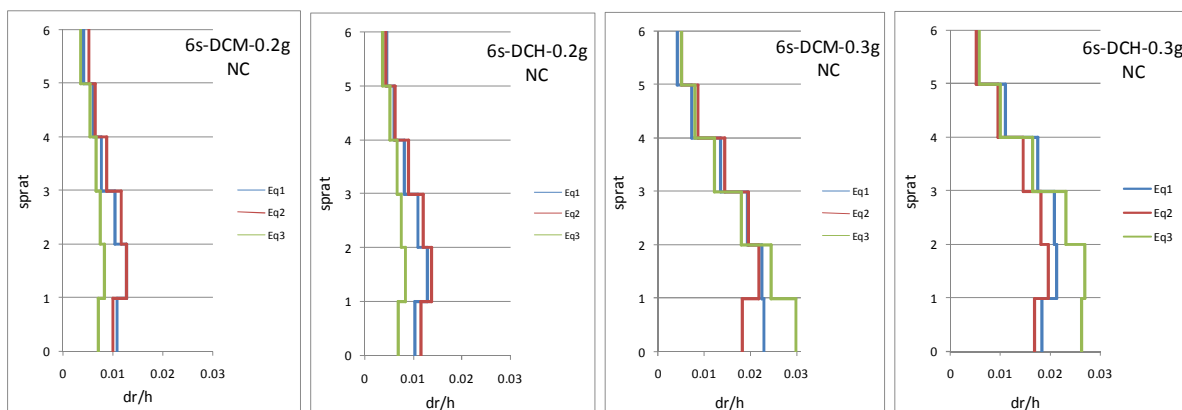 6s-DCM-0.2g
NC
6
5
4
3
2
1
0
sprat
Eq1
Eq2
Eq3
0
0.01
0.02
0.03
dr/h
6s-DCH-0.2g
NC
6
5
4
3
2
1
0
sprat
Eq1
Eq2
Eq3
0
0.01
0.02
0.03
dr/h
6s-DCM-0.3g
NC
6
5
4
3
2
1
0
sprat
Eq1
Eq2
Eq3
0
0.01
0.02
0.03
dr/h
6s-DCH-0.3g
NC
6
5
4
3
2
1
0
sprat
Eq1
Eq2
Eq3
0
0.01
0.02
0.03
dr/h